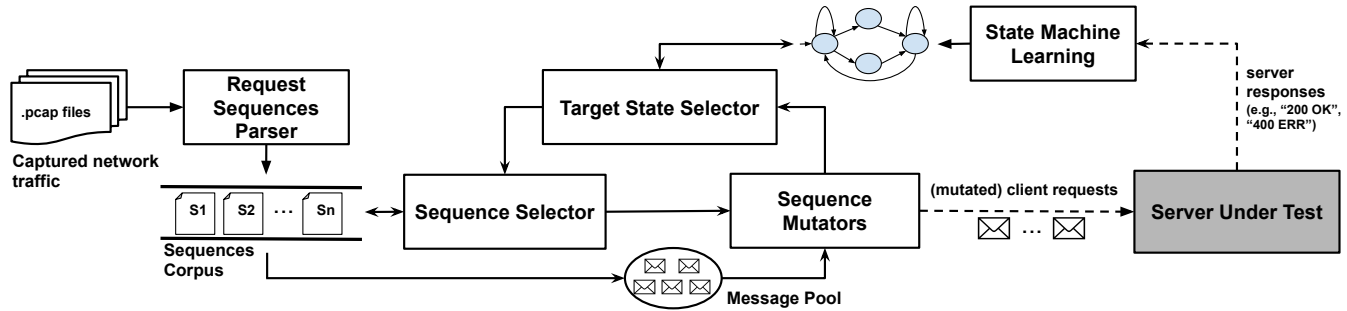 .pcap files
Captured network
traffic
Request
Sequences
Parser
S1
S2
...
Sn
Sequences
Corpus
Sequence Selector
Target State Selector
Message Pool
Sequence
Mutators
State Machine
Learning
(mutated) client requests
...
server
responses
(e.g., “200 OK”,
“400 ERR”)
Server Under Test